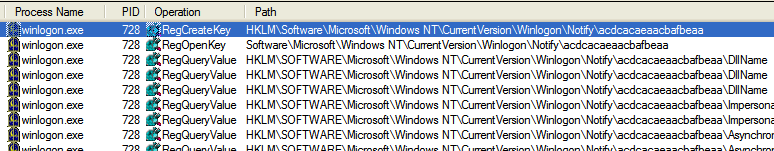 Process Name PID Operation Path
winlogon.exe 728 RegCreateKey HKLM\Software\Microsoft\Windows NT\CurrentVersion\Winlogon\Notify\acdcacaeaacbafbeaa
winlogon.exe 728 RegOpenKey Software\Microsoft\Windows NT\CurrentVersion\Winlogon\Notify\acdcacaeaacbafbeaa
winlogon.exe 728 RegQueryValue HKLM\SOFTWARE\Microsoft\Windows NT\CurrentVersion\Winlogon\Notify\acdcacaeaacbafbeaa\DllName
winlogon.exe 728 RegQueryValue HKLM\SOFTWARE\Microsoft\Windows NT\CurrentVersion\Winlogon\Notify\acdcacaeaacbafbeaa\DllName
winlogon.exe 728 RegQueryValue HKLM\SOFTWARE\Microsoft\Windows NT\CurrentVersion\Winlogon\Notify\acdcacaeaacbafbeaa\DllName
winlogon.exe 728 RegQueryValue HKLM\SOFTWARE\Microsoft\Windows NT\CurrentVersion\Winlogon\Notify\acdcacaeaacbafbeaa\Impersona
winlogon.exe 728 RegQueryValue HKLM\SOFTWARE\Microsoft\Windows NT\CurrentVersion\Winlogon\Notify\acdcacaeaacbafbeaa\Impersona
winlogon.exe 728 RegQueryValue HKLM\SOFTWARE\Microsoft\Windows NT\CurrentVersion\Winlogon\Notify\acdcacaeaacbafbeaa\Asynchro
winlogon.exe 728 RegQueryValue HKLM\SOFTWARE\Microsoft\Windows NT\CurrentVersion\Winlogon\Notify\acdcacaeaacbafbeaa\Asynchro